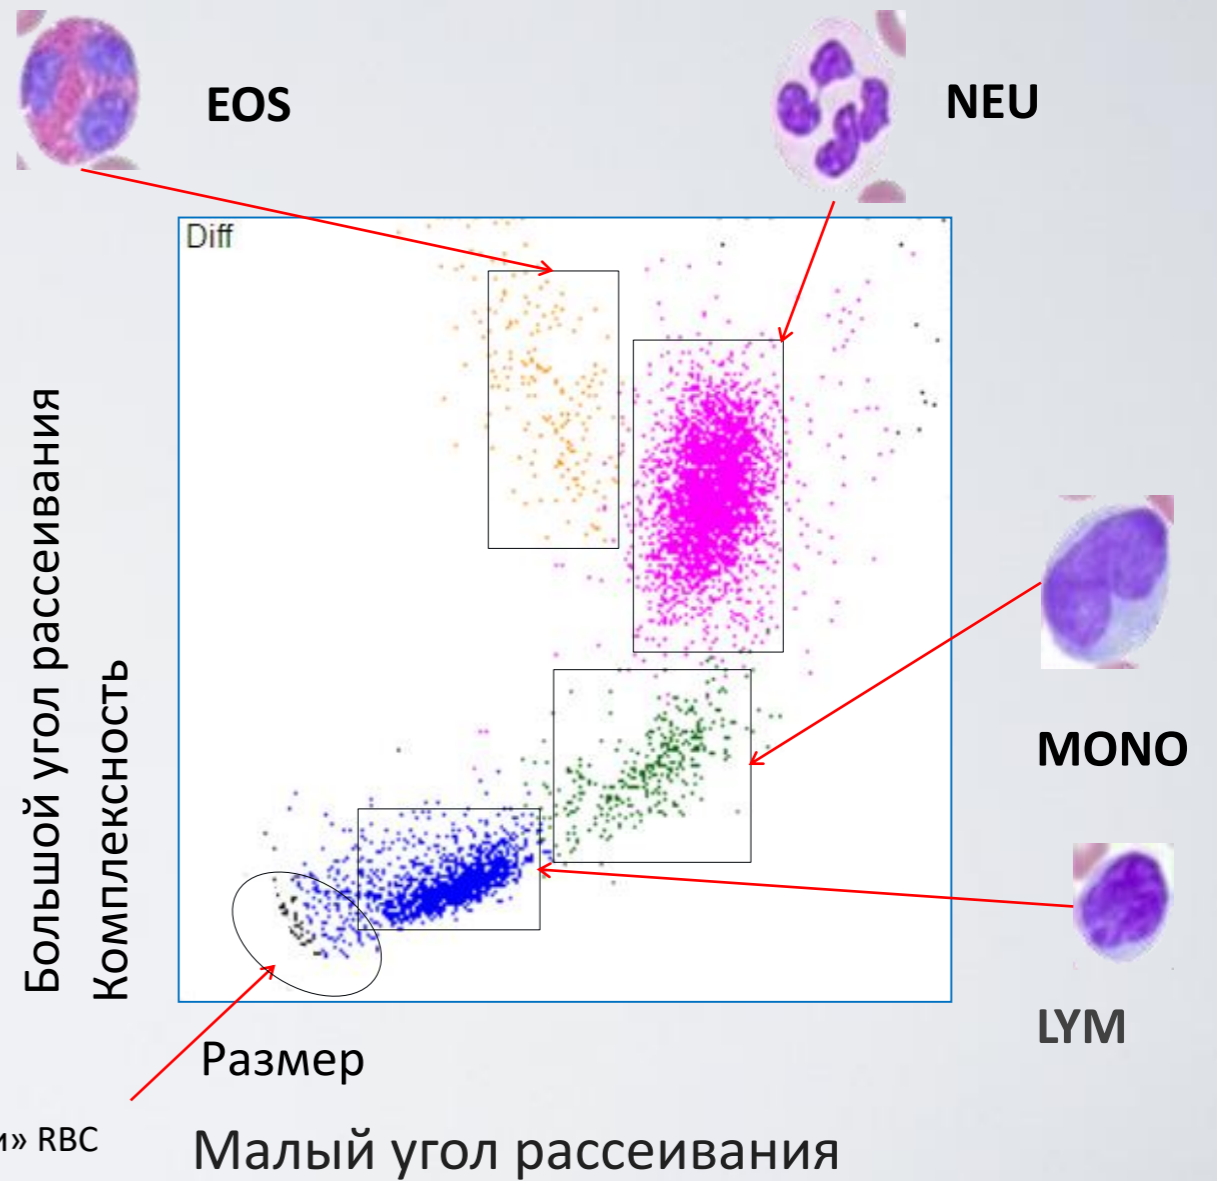 EOS
NEU
Diff
Большой угол рассеивания
Комплексность
MONO
LYM
Размер
» RBC
Малый угол рассеивания